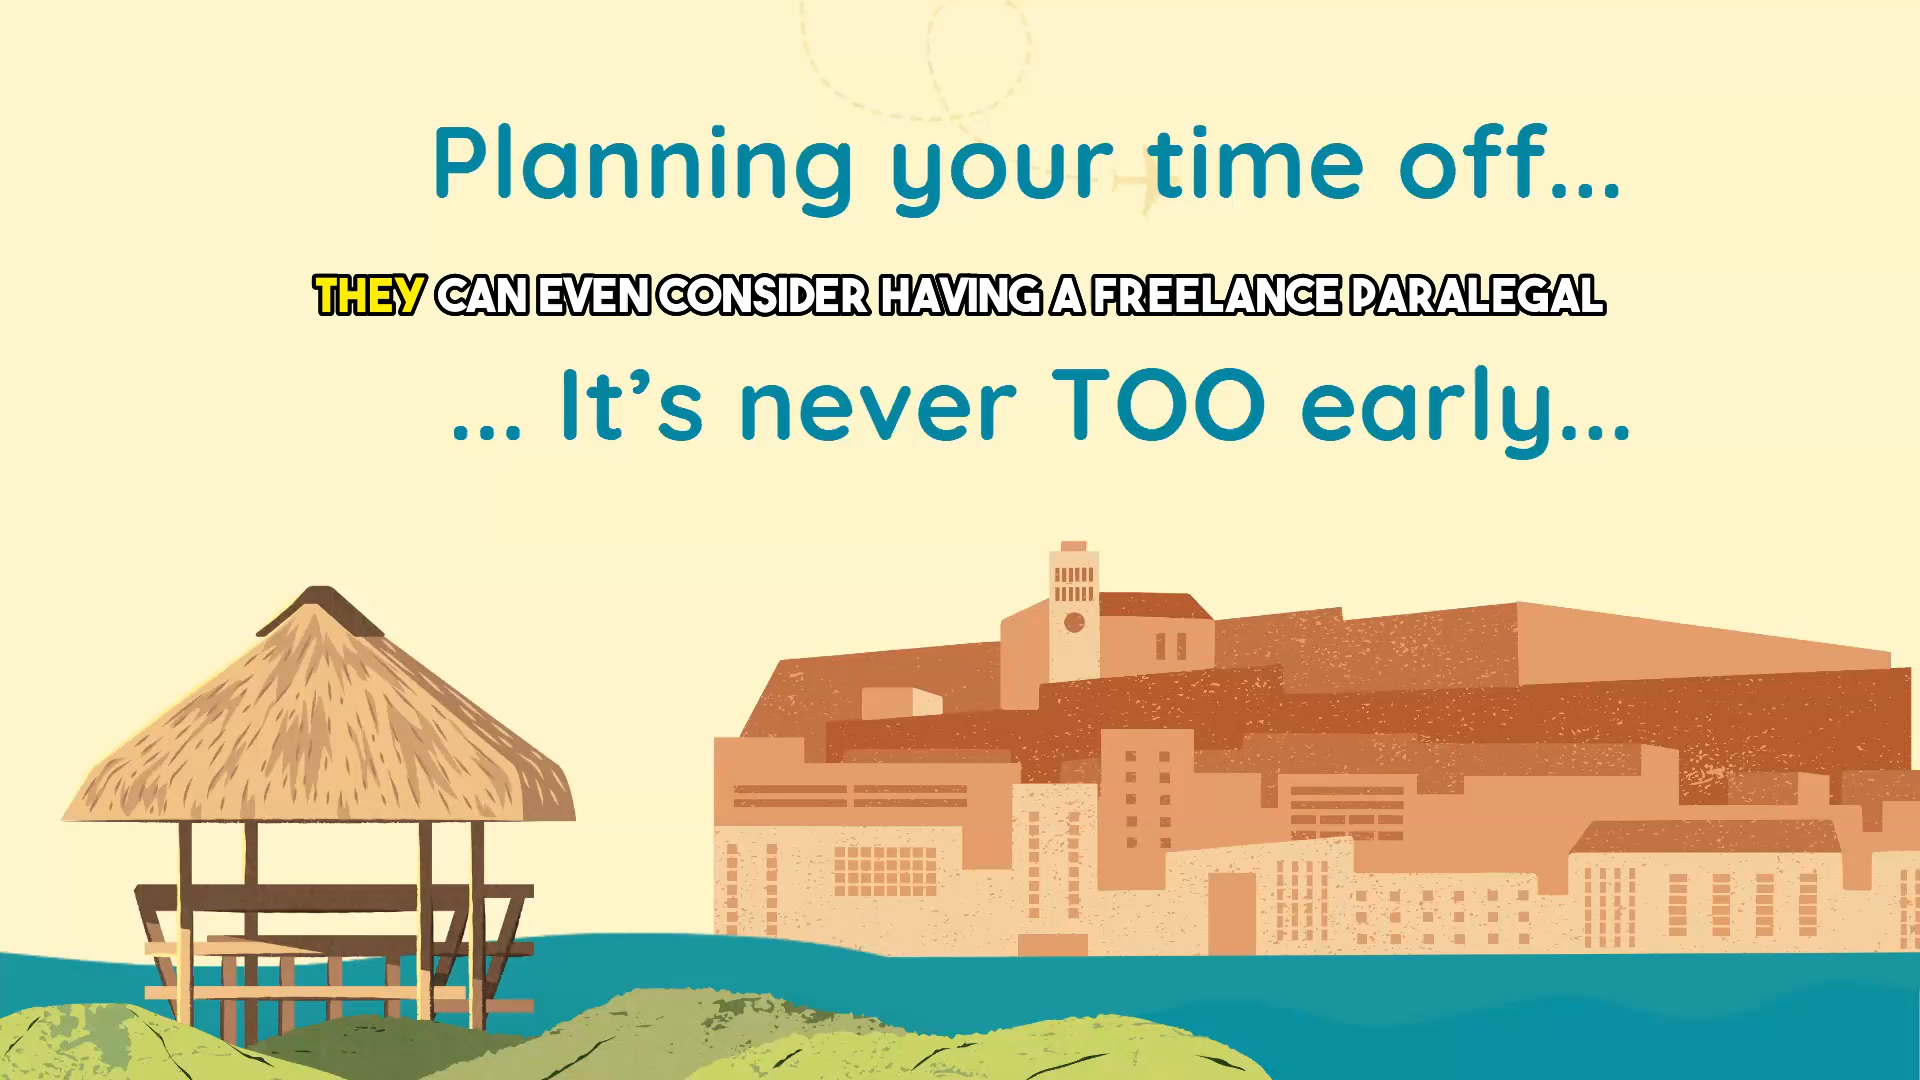 Planning your time off...
THEY CAN EVEN CONSIDER HAVING A FREELANCE PARALEGAL
... It’s never TOO early...